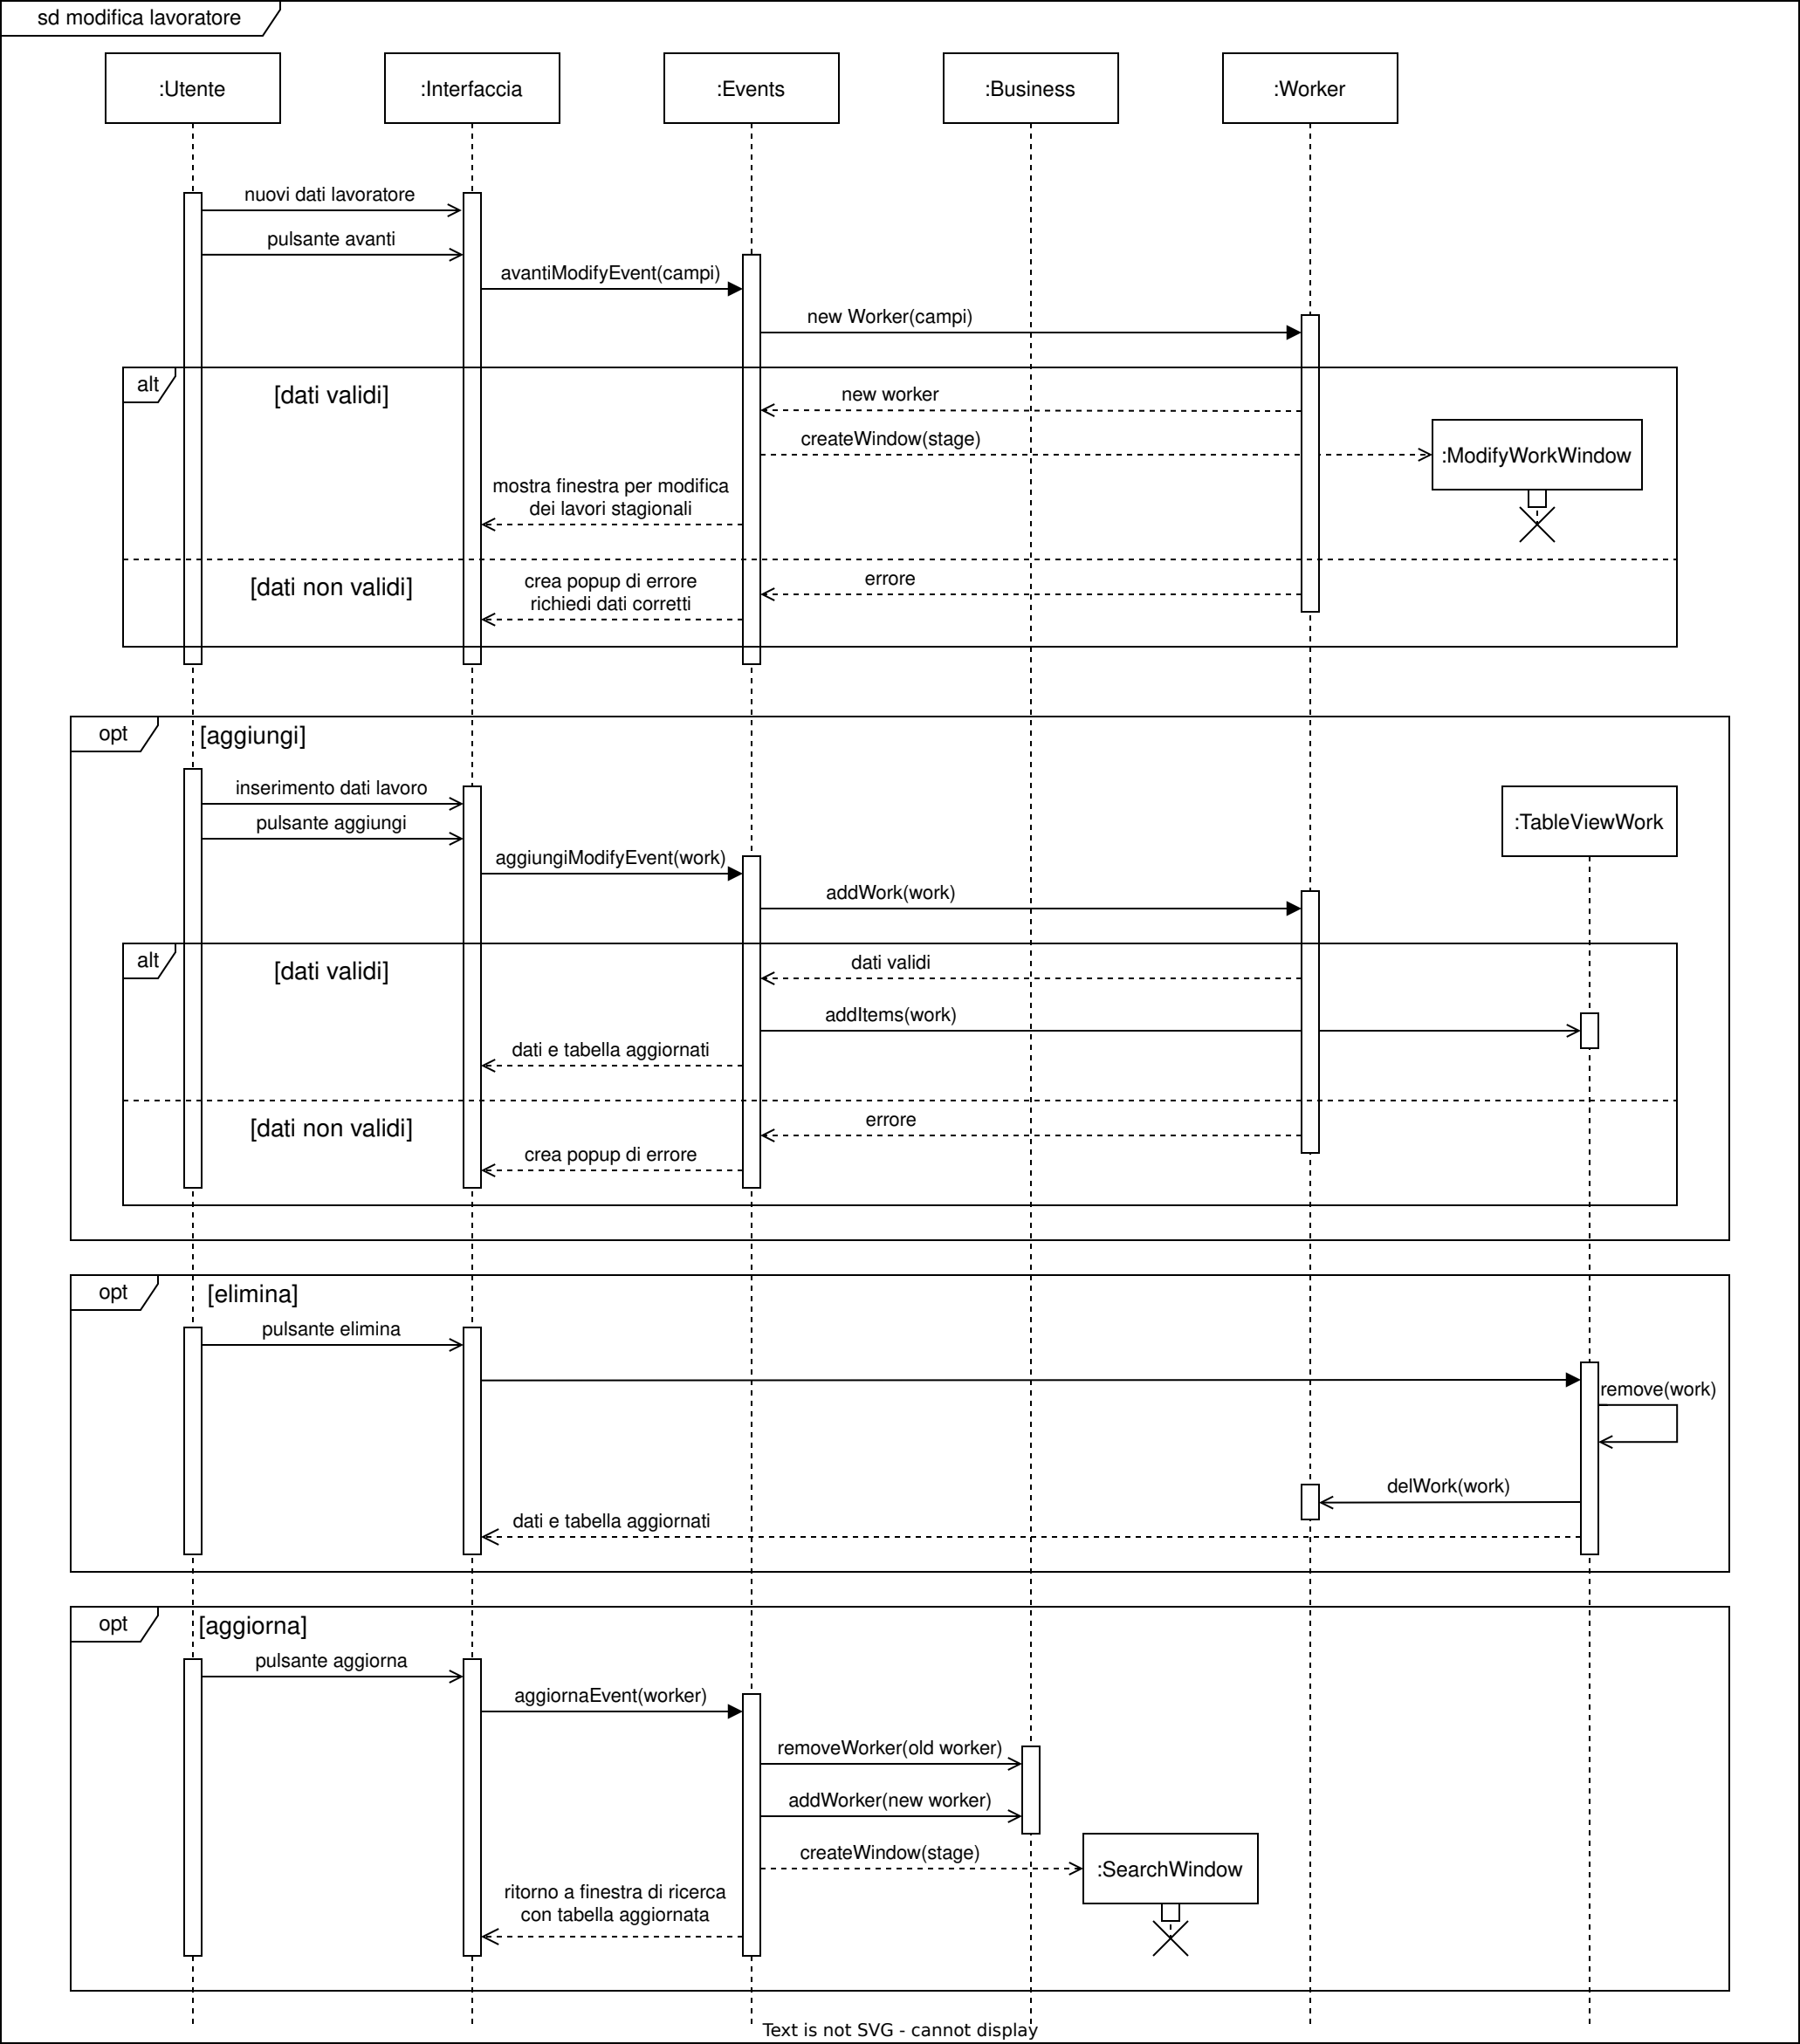 sd modifica lavoratore
:Utente
:Interfaccia
:Events
:Business
:Worker
nuovi dati lavoratore
pulsante avanti
avantiModifyEvent(campi)
new Worker(campi)
alt
[dati validi]
new worker
createWindow(stage)
:ModifyWorkWindow
mostra finestra per modifica
dei lavori stagionali
[dati non validi]
errore
crea popup di errore
richiedi dati corretti
opt
[aggiungi]
inserimento dati lavoro
pulsante aggiungi
:TableViewWork
aggiungiModifyEvent(work)
addWork(work)
alt
[dati validi]
dati validi
addItems(work)
dati e tabella aggiornati
[dati non validi]
errore
crea popup di errore
opt
[elimina]
pulsante elimina
remove(work)
delWork(work)
dati e tabella aggiornati
opt
[aggiorna]
pulsante aggiorna
aggiornaEvent(worker)
removeWorker(old worker)
addWorker(new worker)
createWindow(stage)
:SearchWindow
ritorno a finestra di ricerca
con tabella aggiornata
Text is not SVG - cannot display